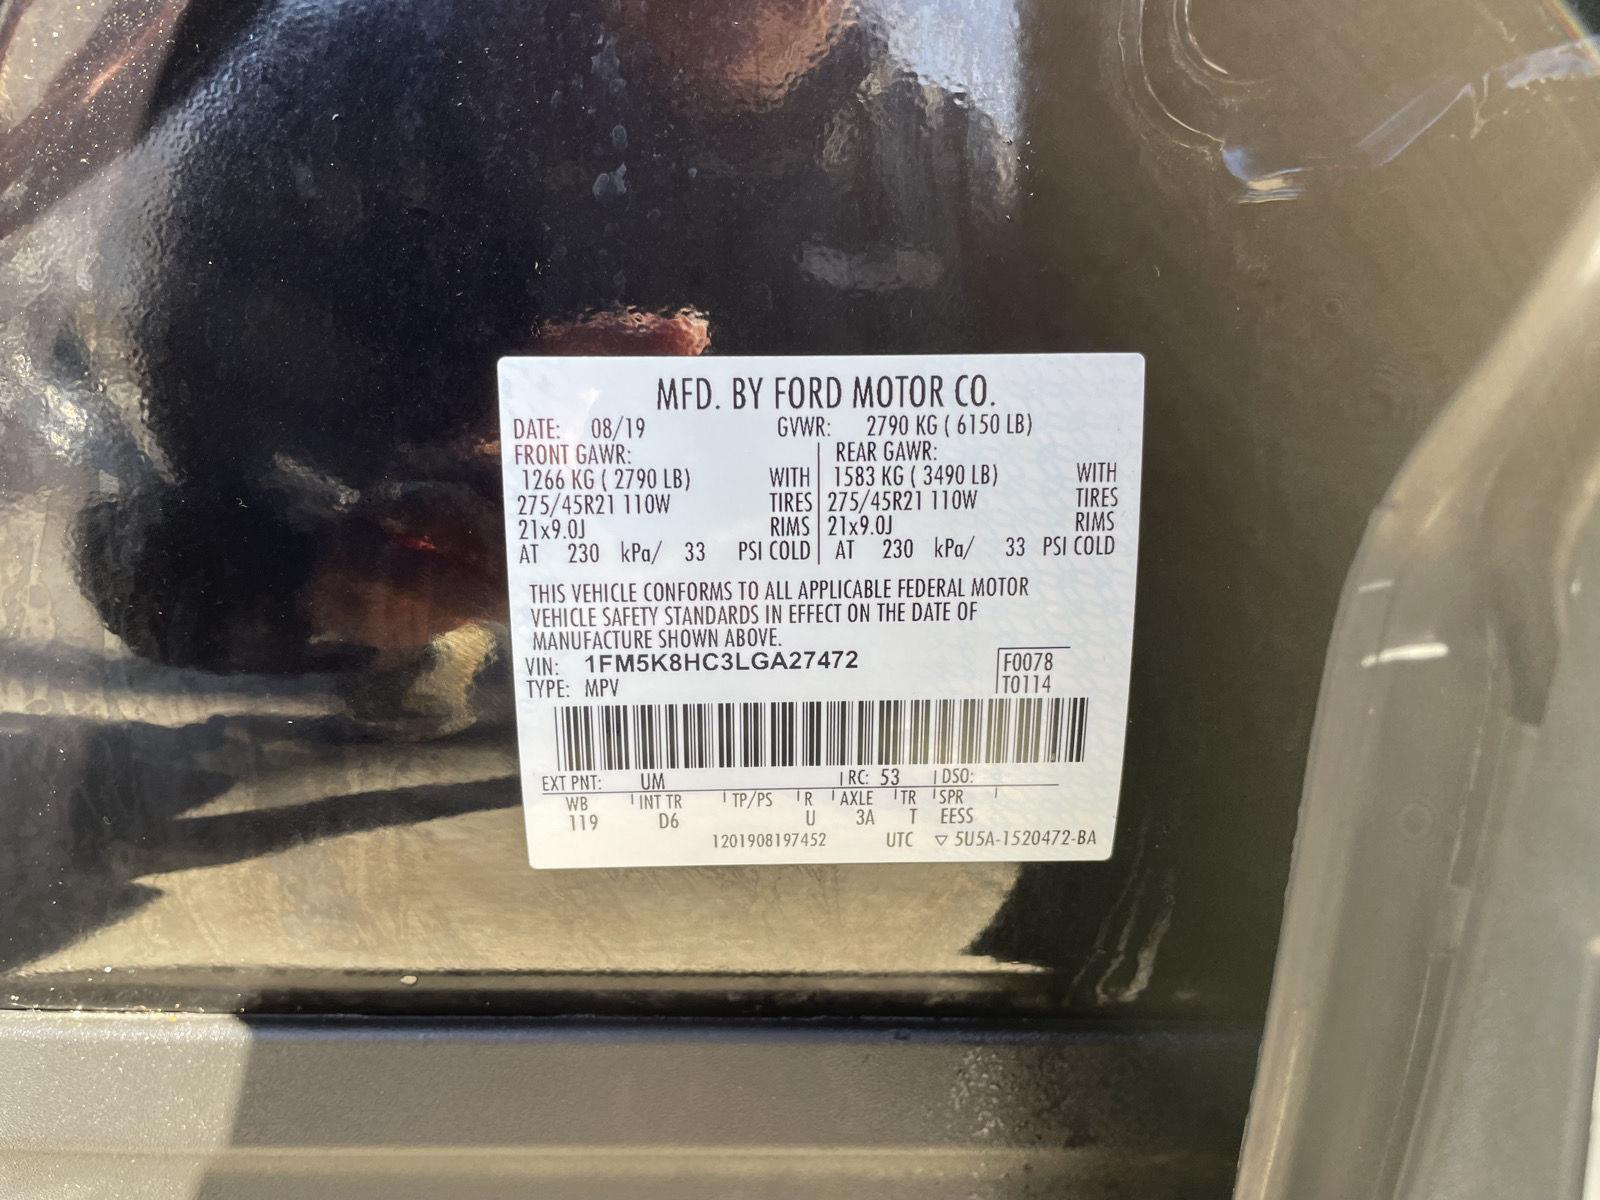 MFD. BY FORD MOTOR CO.
DATE: 08/19 GVWR: 2790 KG ( 6150 LB)
FRONT GAWR: REAR GAWR:
1266 KG ( 2790 LB) WITH 1583 KG ( 3490 LB) WITH
275/45R21 110W TIRES 275/45R21 110W TIRES
21x9.0J RIMS 21x9.0J RIMS
AT 230 kPa/ 33 PSI COLD AT 230 kPa/ 33 PSI COLD
THIS VEHICLE CONFORMS TO ALL APPLICABLE FEDERAL MOTOR
VEHICLE SAFETY STANDARDS IN EFFECT ON THE DATE OF
MANUFACTURE SHOWN ABOVE.
VIN: 1FM5K8HC3LGA27472 F0078
TYPE: MPV T0114
EXT PNT: UM RC: 53 DSO:
WB INT TR TP/PS R AXLE TR SPR
119 D6 U 3A T EESS
1201908197452 UTC ▽ 5U5A-1520472-BA